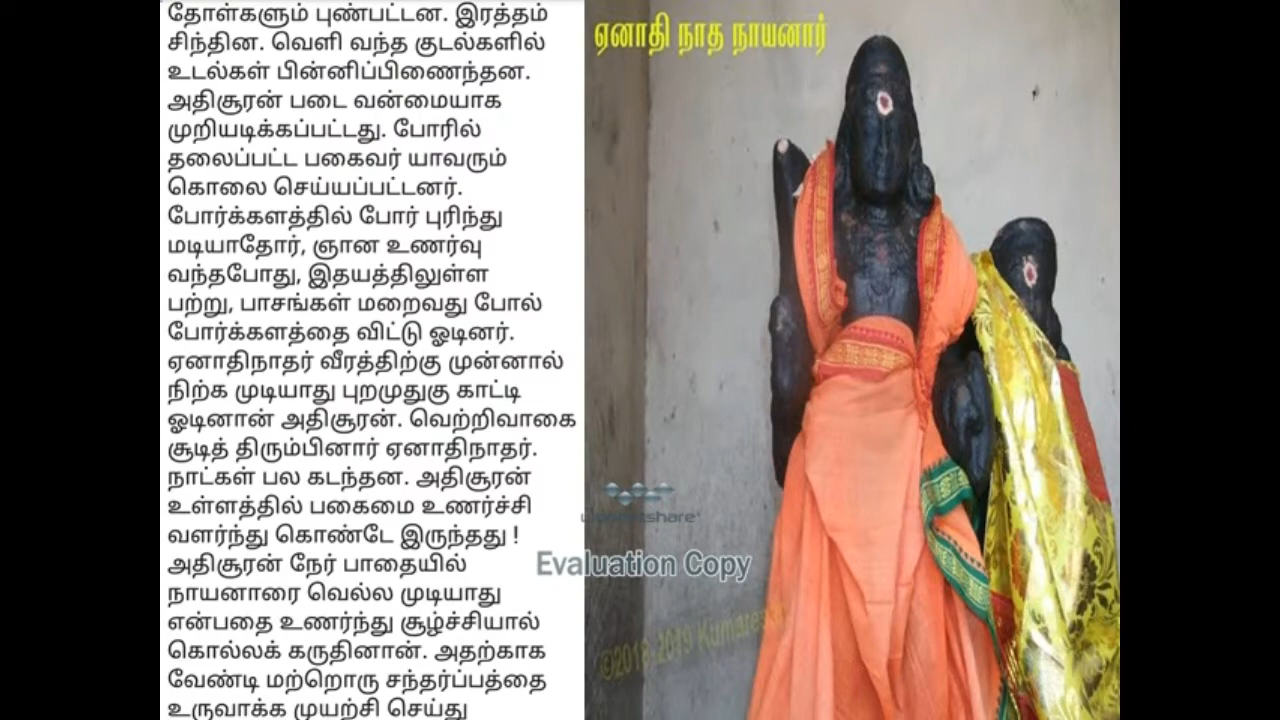 தோள்களும் புண்பட்டன. இரத்தம்
சிந்தின. வெளி வந்த குடல்களில்
உடல்கள் பின்னிப்பிணைந்தன.
அதிசூரன் படை வன்மையாக
முறியடிக்கப்பட்டது. போரில்
தலைப்பட்ட பகைவர் யாவரும்
கொலை செய்யப்பட்டனர்.
போர்க்களத்தில் போர் புரிந்து
மடியாதோர், ஞான உணர்வு
வந்தபோது, இதயத்திலுள்ள
பற்று, பாசங்கள் மறைவது போல்
போர்க்களத்தை விட்டு ஓடினர்.
ஏனாதிநாதர் வீரத்திற்கு முன்னால்
நிற்க முடியாது புறமுதுகு காட்டி
ஓடினான் அதிசூரன். வெற்றிவாகை
சூடித் திரும்பினார் ஏனாதிநாதர்.
நாட்கள் பல கடந்தன. அதிசூரன்
உள்ளத்தில் பகைமை உணர்ச்சி
வளர்ந்து கொண்டே இருந்தது !
அதிசூரன் நேர் பாதையில்
நாயனாரை வெல்ல முடியாது
என்பதை உணர்ந்து சூழ்ச்சியால்
கொல்லக் கருதினான். அதற்காக
வேண்டி மற்றொரு சந்தர்ப்பத்தை
உருவாக்க முயற்சி செய்து
ஏனாதி நாத நாயனார்
wondershare
Evaluation Copy
©2018-2019